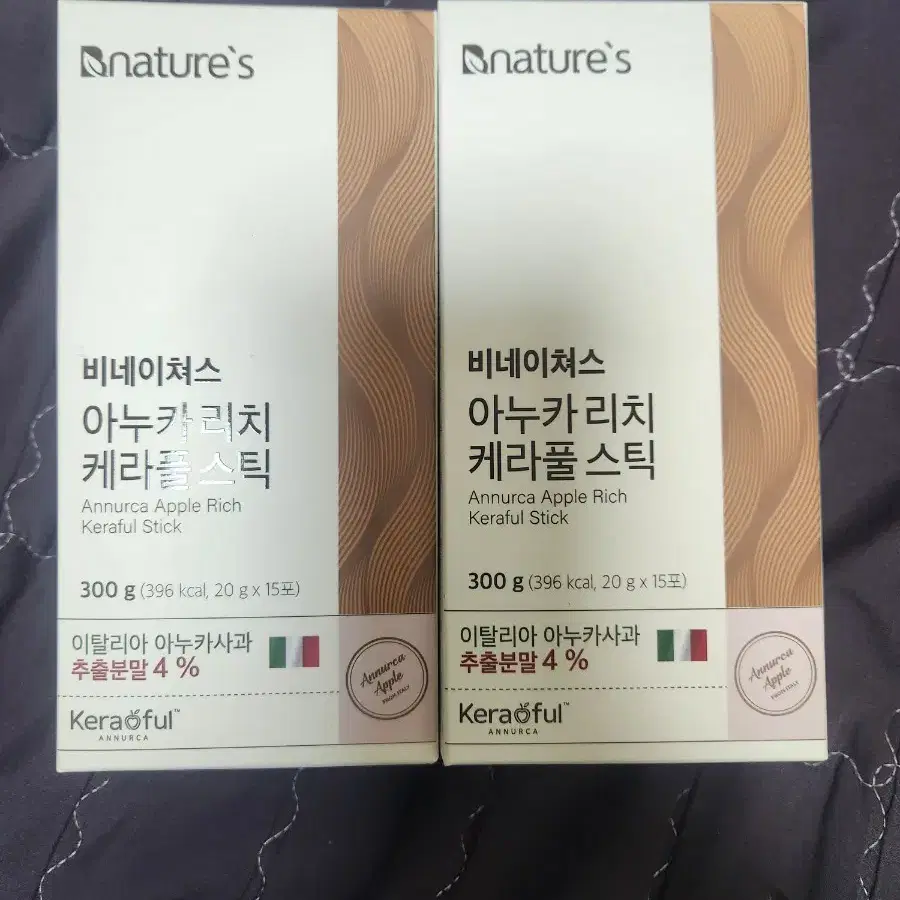 Bnature`s
비네이쳐스
아누카 리치
케라풀 스틱
Annurca Apple Rich
Keraful Stick
300 g (396 kcal, 20 g x 15포)
이탈리아 아누카사과
추출분말 4 %
Annurca
Apple
FROM ITALY
Keraful™
ANNURCA
Bnature`s
비네이쳐스
아누카 리치
케라풀 스틱
Annurca Apple Rich
Keraful Stick
300 g (396 kcal, 20 g x 15포)
이탈리아 아누카사과
추출분말 4 %
Annurca
Apple
FROM ITALY
Keraful™
ANNURCA